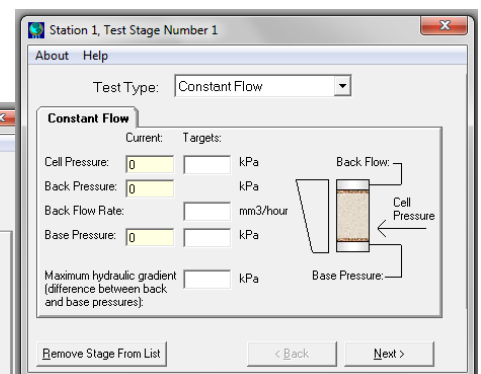 Station 1, Test Stage Number 1
About Help
Test Type: Constant Flow
Constant Flow
Current: Targets:
Cell Pressure: 0 kPa
Back Pressure: 0 kPa
Back Flow Rate: mm3/hour
Base Pressure: 0 kPa
Maximum hydraulic gradient
(difference between back
and base pressures): kPa
Back Flow:
Cell
Pressure
Base Pressure:
Remove Stage From List < Back Next >